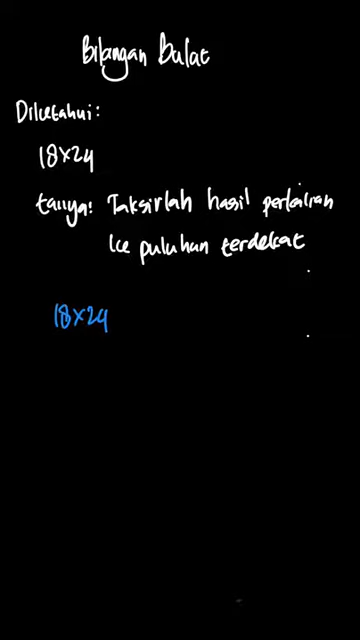 Bilangan Bulat
Diketahui:
18×24
tanya: Taksirlah hasil perkalian
ke puluhan terdekat
18×24